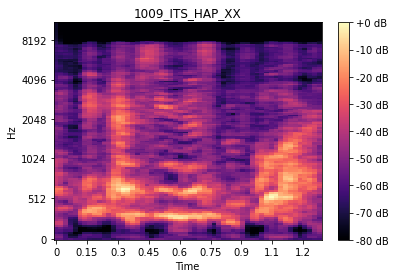 1009_ITS_HAP_XX
+0 dB
8192
-10 dB
4096
-20 dB
-30 dB
2048
Hz
-40 dB
1024
-50 dB
512
-60 dB
-70 dB
0
-80 dB
0 0.15 0.3 0.45 0.6 0.75 0.9 1.1 1.2
Time